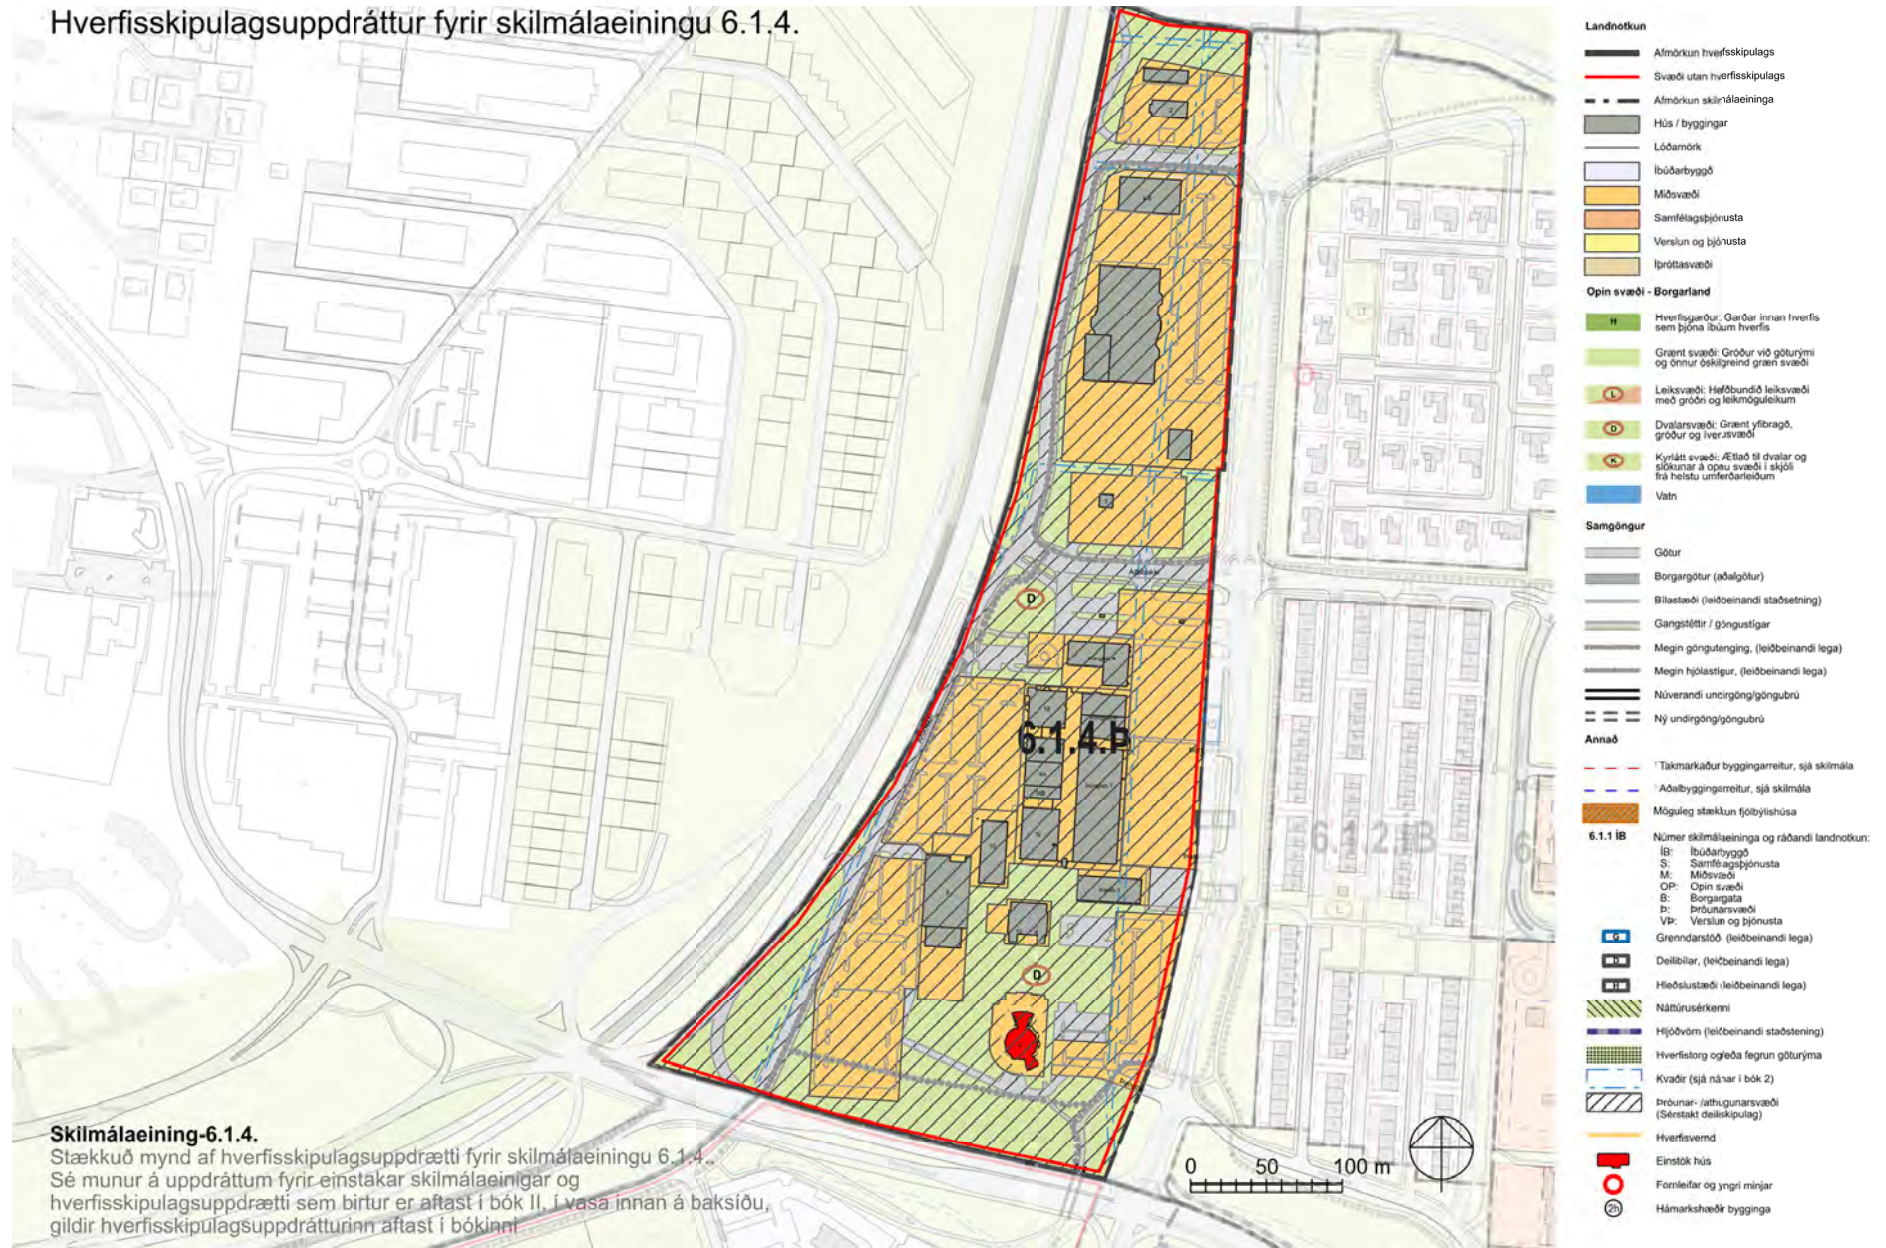 Hverfisskipulagsuppdráttur fyrir skilmálaeiningu 6.1.4.
Landnotkun
Afmörkun hverfisskipulags
Svæði utan hverfisskipulags
Afmörkun skilmálaeininga
Hús / byggingar
Lóðamörk
Íbúðarbyggð
Miðsvæði
Samfélagsþjónusta
Verslun og þjónusta
Íþróttasvæði
Opin svæði - Borgarland
H
Hverfisgarður: Garðar innan hverfis
sem þjóna íbúum hverfis
Grænt svæði: Gróður við göturými
og önnur óskilgreind græn svæði
L
Leiksvæði: Hefðbundið leiksvæði
með gróðri og leikmöguleikum
D
Dvalarsvæði: Grænt yfibragð,
gróður og íverusvæði
K
Kyrlátt svæði: Ætlað til dvalar og
slökunar á opnu svæði í skjóli
frá helstu umferðarleiðum
Vatn
Samgöngur
Götur
Borgargötur (aðalgötur)
Bílastæði (leiðbeinandi staðsetning)
Gangstéttir / göngustígar
Megin göngutenging, (leiðbeinandi lega)
Megin hjólastígur, (leiðbeinandi lega)
Núverandi undirgöng/göngubrú
Ný undirgöng/göngubrú
Annað
Takmarkaður byggingarreitur, sjá skilmála
Aðalbyggingarreitur, sjá skilmála
Möguleg stækkun fjölbýlishúsa
6.1.1 ÍB Númer skilmálaeininga og ráðandi landnotkun:
ÍB: Íbúðarbyggð
S: Samfélagsþjónusta
M: Miðsvæði
OP: Opin svæði
B: Borgargata
Þ: Þróunarsvæði
VÞ: Verslun og þjónusta
G
Grenndarstöð (leiðbeinandi lega)
D
Deilibílar, (leiðbeinandi lega)
H
Hleðslustæði (leiðbeinandi lega)
Náttúrusérkenni
Hljóðvörn (leiðbeinandi staðstening)
Hverfistorg og/eða fegrun göturýma
Kvaðir (sjá nánar í bók 2)
Þróunar- /athugunarsvæði
(Sérstakt deiliskipulag)
Hverfisvernd
Einstök hús
Fornleifar og yngri minjar
2h
Hámarkshæðir bygginga
D
6.1.4.Þ
6.1.2.ÍB
D
0 50 100 m
Skilmálaeining-6.1.4.
Stækkuð mynd af hverfisskipulagsuppdrætti fyrir skilmálaeiningu 6.1.4..
Sé munur á uppdráttum fyrir einstakar skilmálaeinigar og
hverfisskipulagsuppdrætti sem birtur er aftast í bók II, í vasa innan á baksíðu,
gildir hverfisskipulagsuppdrátturinn aftast í bókinni